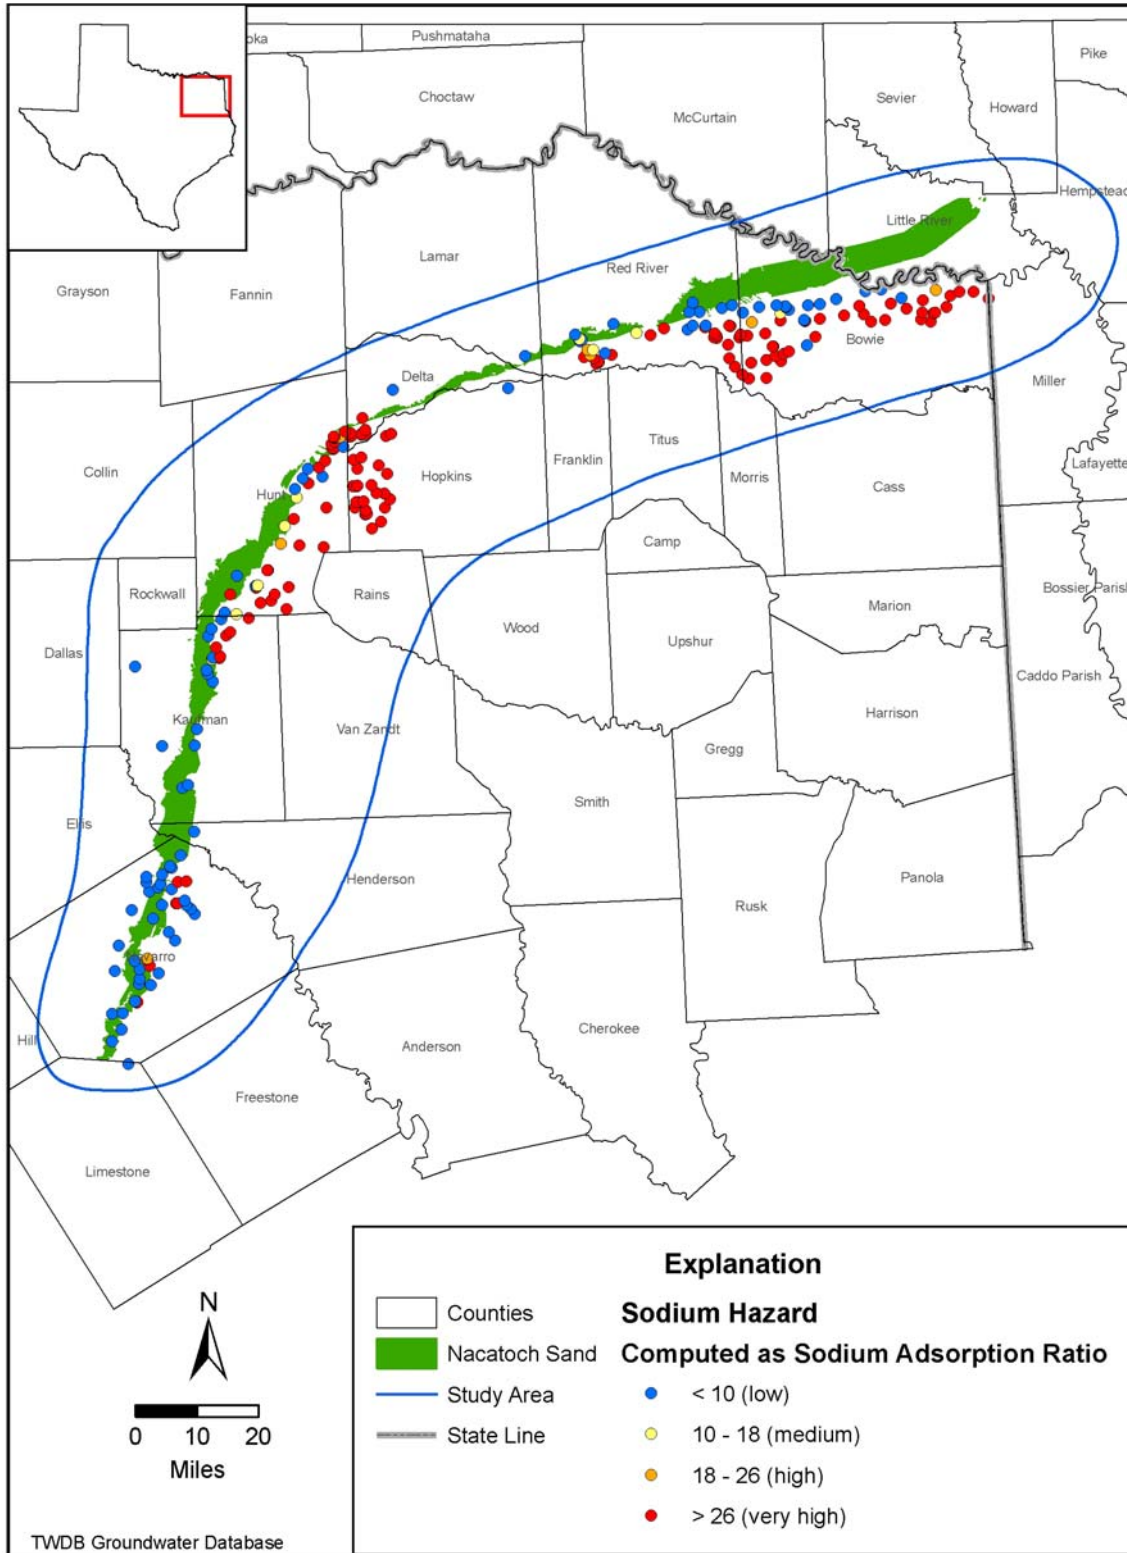 oka
Pushmataha
Pike
Choctaw
Sevier
Howard
McCurtain
Hempstead
Little River
Lamar
Red River
Grayson
Fannin
Bowie
Delta
Miller
Titus
Collin
Franklin
Lafayette
Hopkins
Morris
Cass
Hunt
Camp
Rockwall
Rains
Bossier Parish
Marion
Wood
Upshur
Dallas
Caddo Parish
Kaufman
Van Zandt
Harrison
Gregg
Smith
Ellis
Henderson
Panola
Rusk
Navarro
Hill
Cherokee
Anderson
Freestone
Limestone
N
0 10 20
Miles
TWDB Groundwater Database
Explanation
Counties
Nacatoch Sand
Study Area
State Line
Sodium Hazard
Computed as Sodium Adsorption Ratio
< 10 (low)
10 - 18 (medium)
18 - 26 (high)
> 26 (very high)